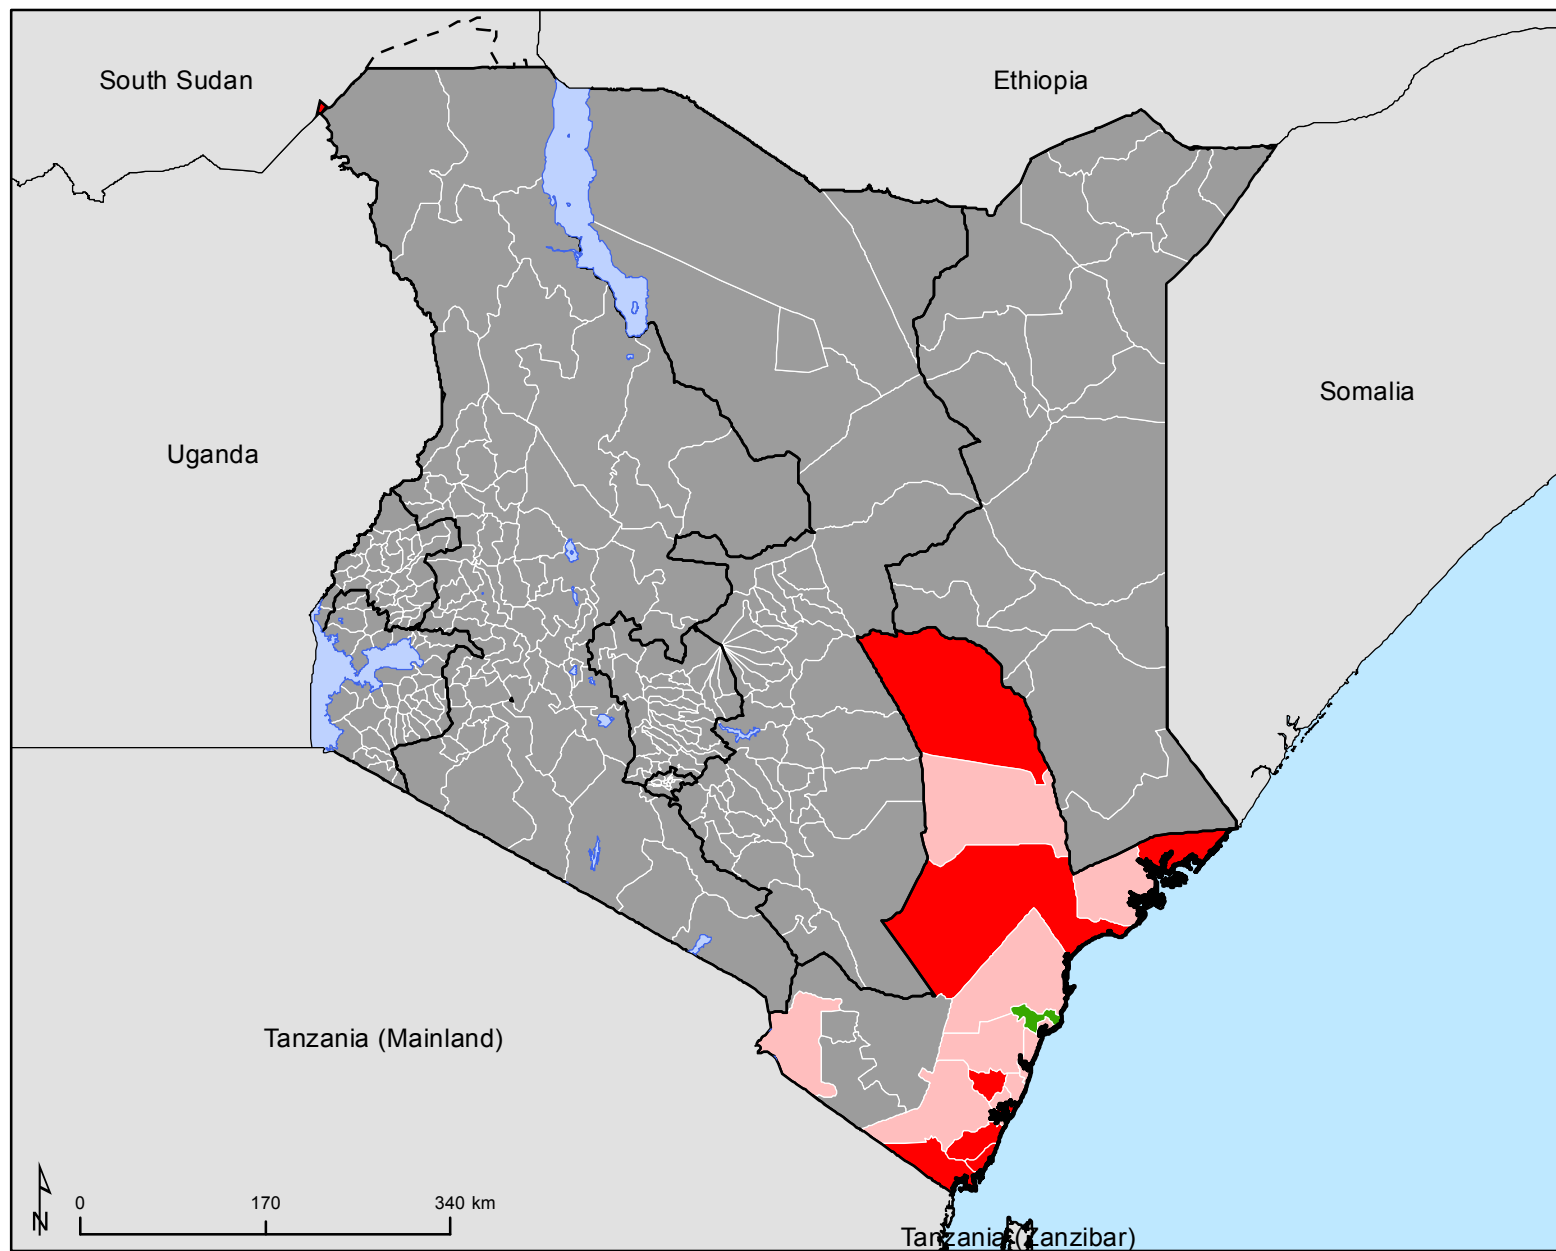 South Sudan
Ethiopia
Somalia
Uganda
Tanzania (Mainland)
N
0 170 340 km
Tanzania (Zanzibar)